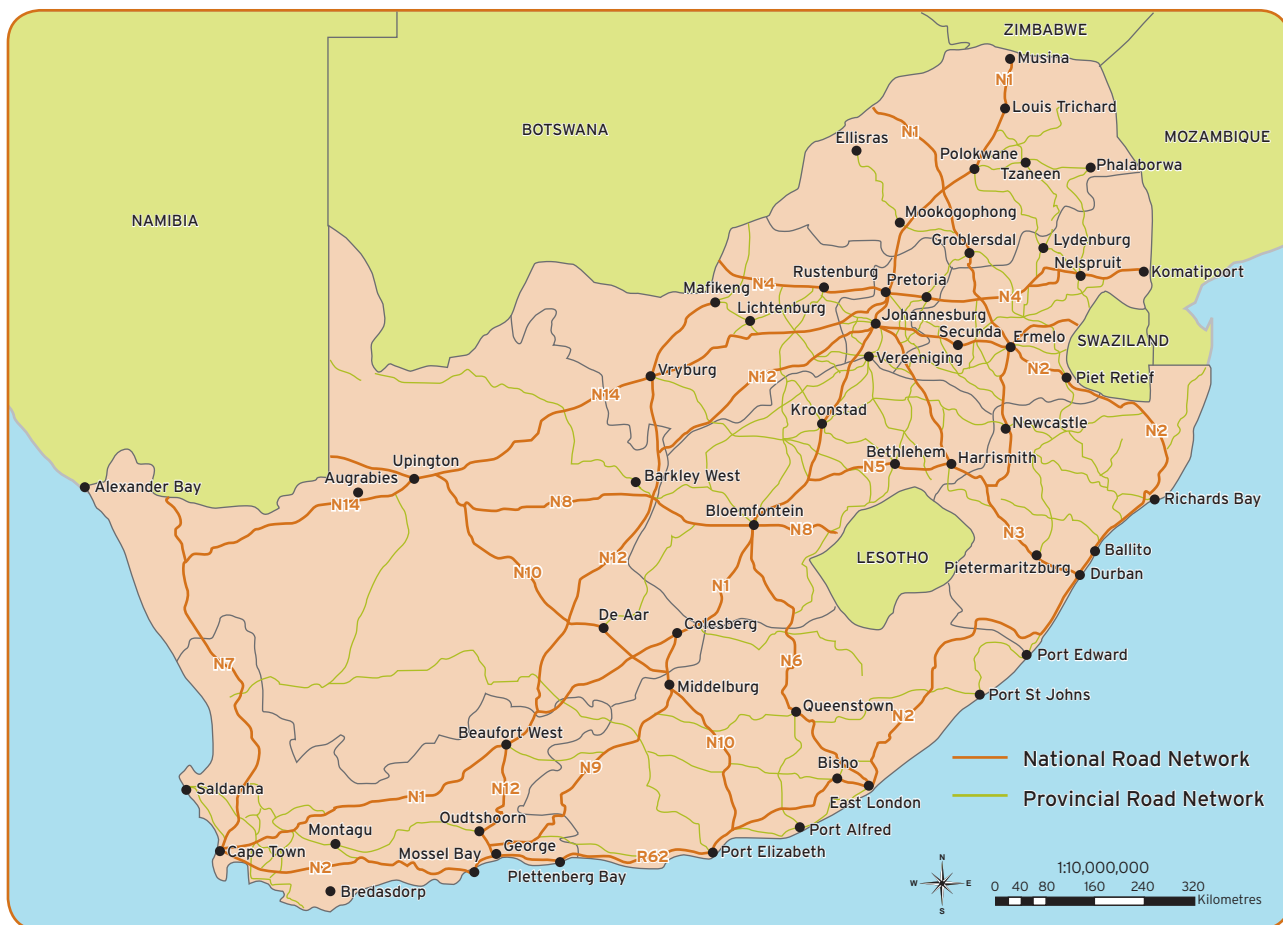 ZIMBABWE
Musina
N1
Louis Trichard
MOZAMBIQUE
BOTSWANA
N1
Ellisras
Polokwane
Tzaneen
Phalaborwa
NAMIBIA
Mookogophong
Groblersdal
Lydenburg
Nelspruit
Komatipoort
Rustenburg
Pretoria
N4
N4
Mafikeng
Lichtenburg
Johannesburg
Secunda
Ermelo
SWAZILAND
Vereeniging
N2
Piet Retief
Vryburg
N12
N14
Kroonstad
Newcastle
N2
Bethlehem
Harrismith
N5
Upington
Augrabies
Barkley West
Alexander Bay
N14
N8
Richards Bay
Bloemfontein
N8
N3
LESOTHO
Ballito
Pietermaritzburg
Durban
N10
N12
N1
De Aar
Colesberg
N7
N6
Port Edward
Middelburg
Port St Johns
Queenstown
N2
Beaufort West
N10
National Road Network
N9
Bisho
Saldanha
N12
N1
East London
Provincial Road Network
Oudtshoorn
Montagu
Port Alfred
Cape Town
George
Mossel Bay
R62
Port Elizabeth
N2
Plettenberg Bay
Bredasdorp
N
W E
S
1:10,000,000
0 40 80 160 240 320
Kilometres